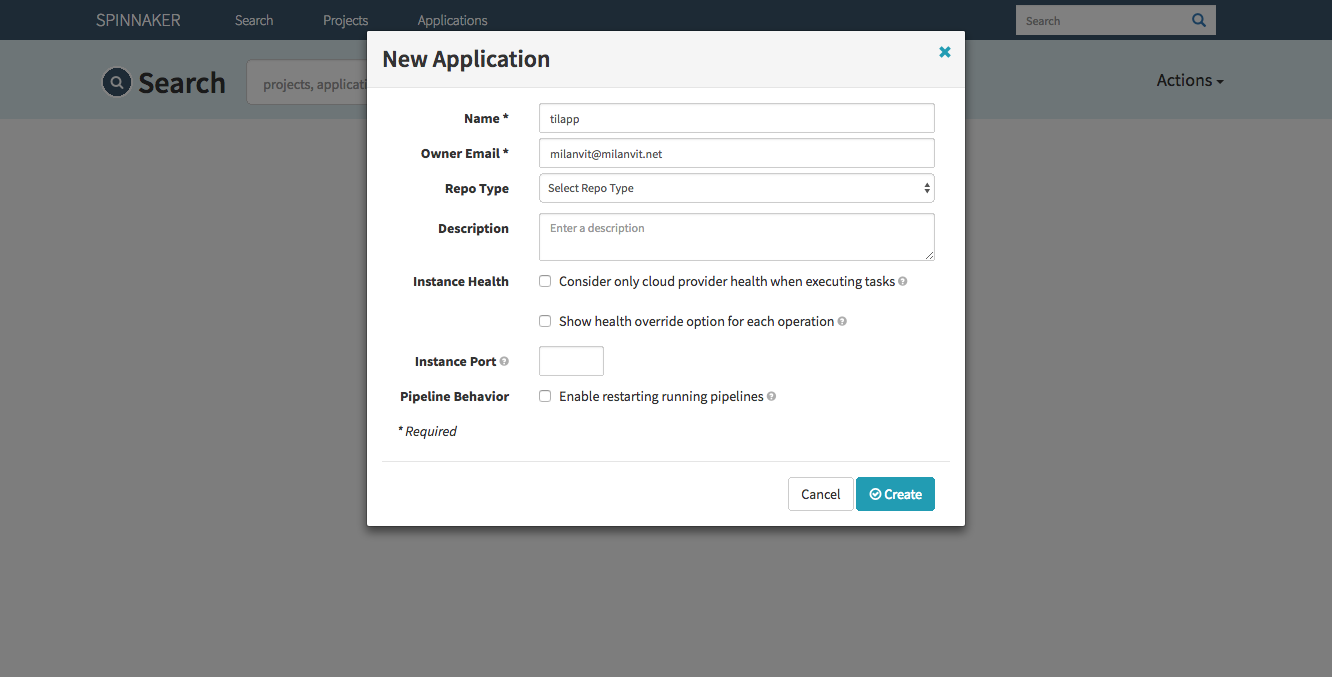 SPINNAKER Search Projects Applications Search
Search projects, applicati Actions
New Application
Name * tilapp
Owner Email * milanvit@milanvit.net
Repo Type Select Repo Type
Description Enter a description
Instance Health Consider only cloud provider health when executing tasks ?
Show health override option for each operation ?
Instance Port ?
Pipeline Behavior Enable restarting running pipelines ?
* Required
Cancel Create